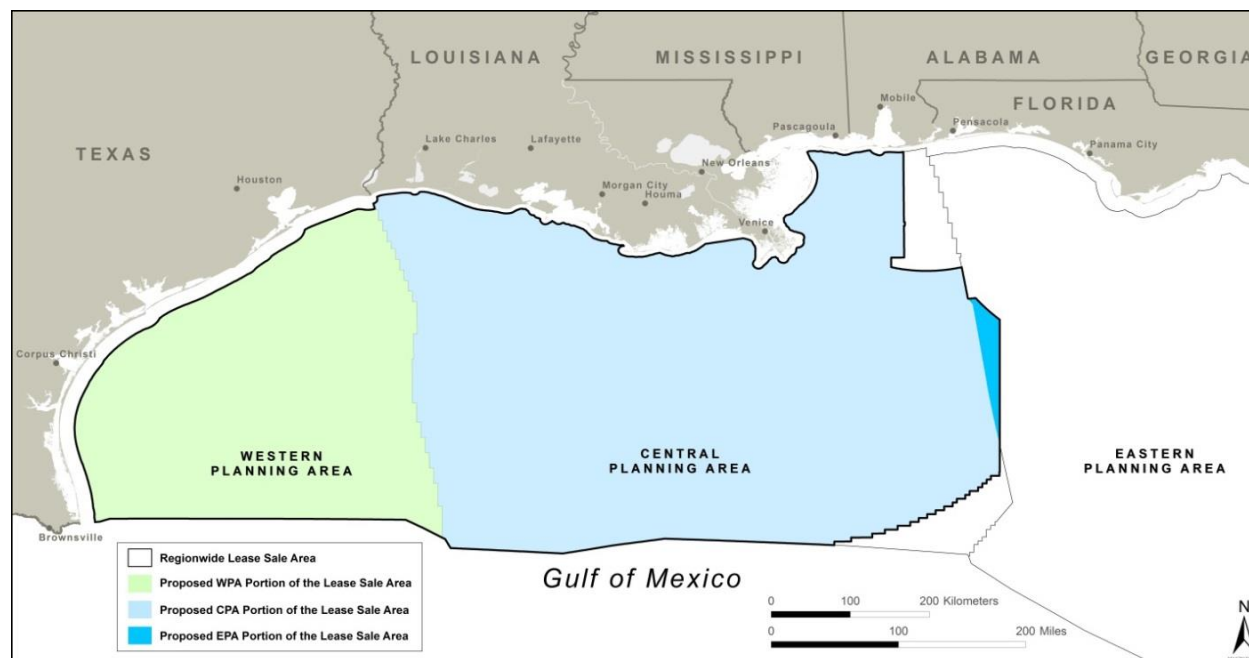 LOUISIANA
MISSISSIPPI
ALABAMA
GEORGIA
FLORIDA
TEXAS
Mobile
Pascagoula
Pensacola
Panama City
Lake Charles
Lafayette
New Orleans
Houston
Morgan City
Houma
Venice
Corpus Christi
Brownsville
WESTERN
PLANNING AREA
CENTRAL
PLANNING AREA
EASTERN
PLANNING AREA
Regionwide Lease Sale Area
Proposed WPA Portion of the Lease Sale Area
Proposed CPA Portion of the Lease Sale Area
Proposed EPA Portion of the Lease Sale Area
Gulf of Mexico
0 100 200 Kilometers
0 100 200 Miles
N